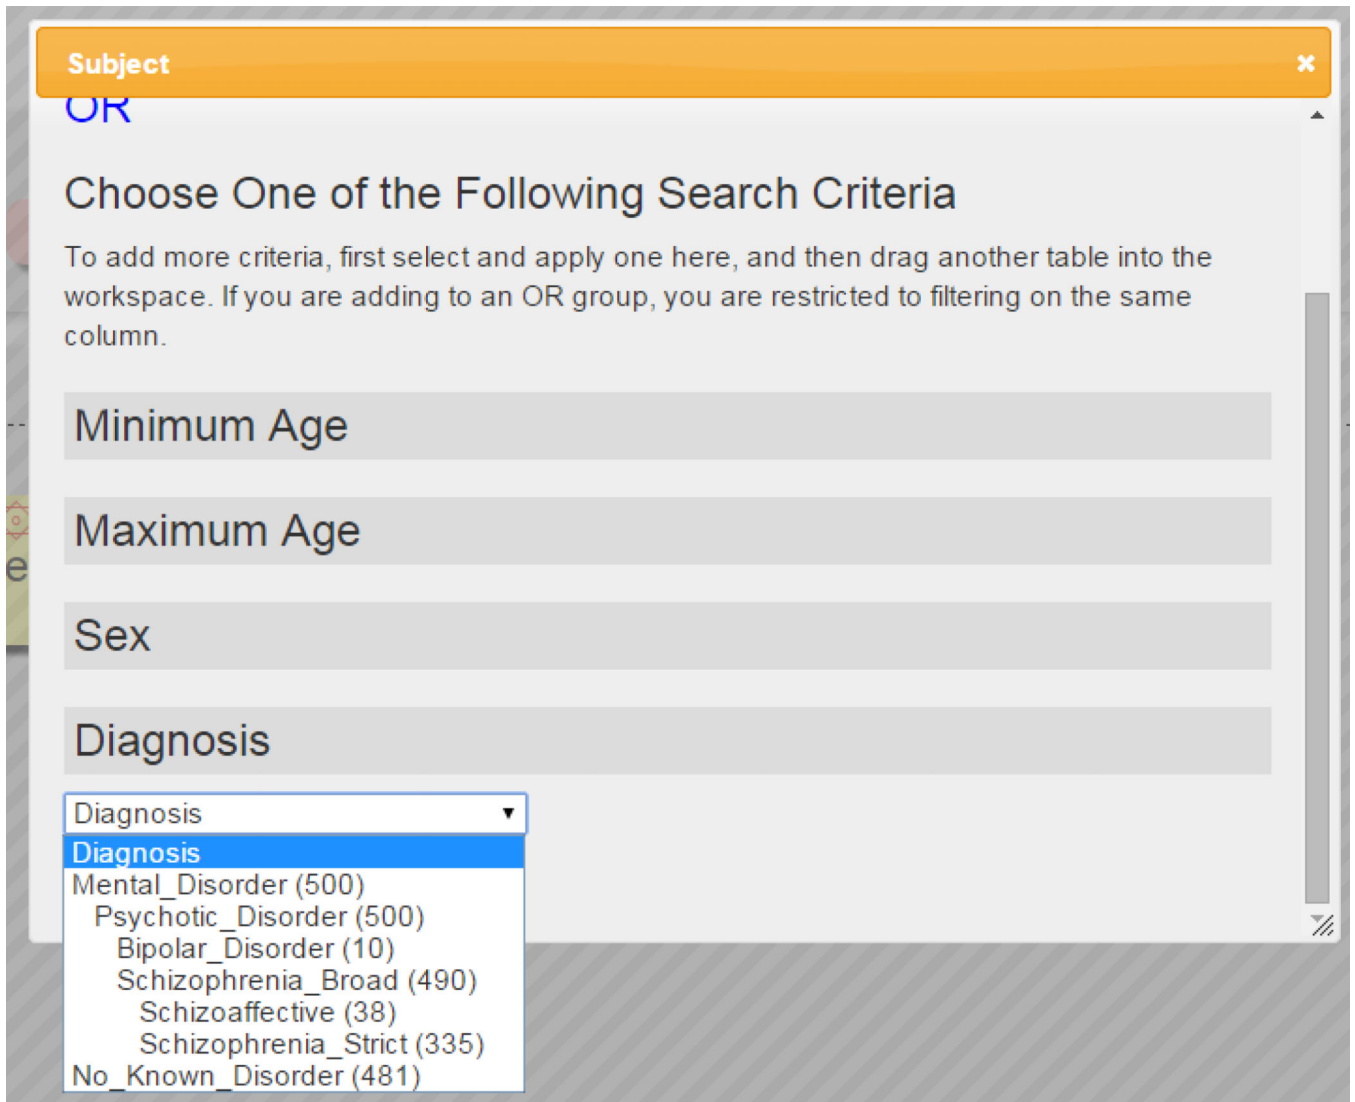 Subject
OR
Choose One of the Following Search Criteria
To add more criteria, first select and apply one here, and then drag another table into the
workspace. If you are adding to an OR group, you are restricted to filtering on the same
column.
Minimum Age
Maximum Age
e
Sex
Diagnosis
Diagnosis
Diagnosis
Mental_Disorder (500)
Psychotic_Disorder (500)
Bipolar_Disorder (10)
Schizophrenia_Broad (490)
Schizoaffective (38)
Schizophrenia_Strict (335)
No_Known_Disorder (481)